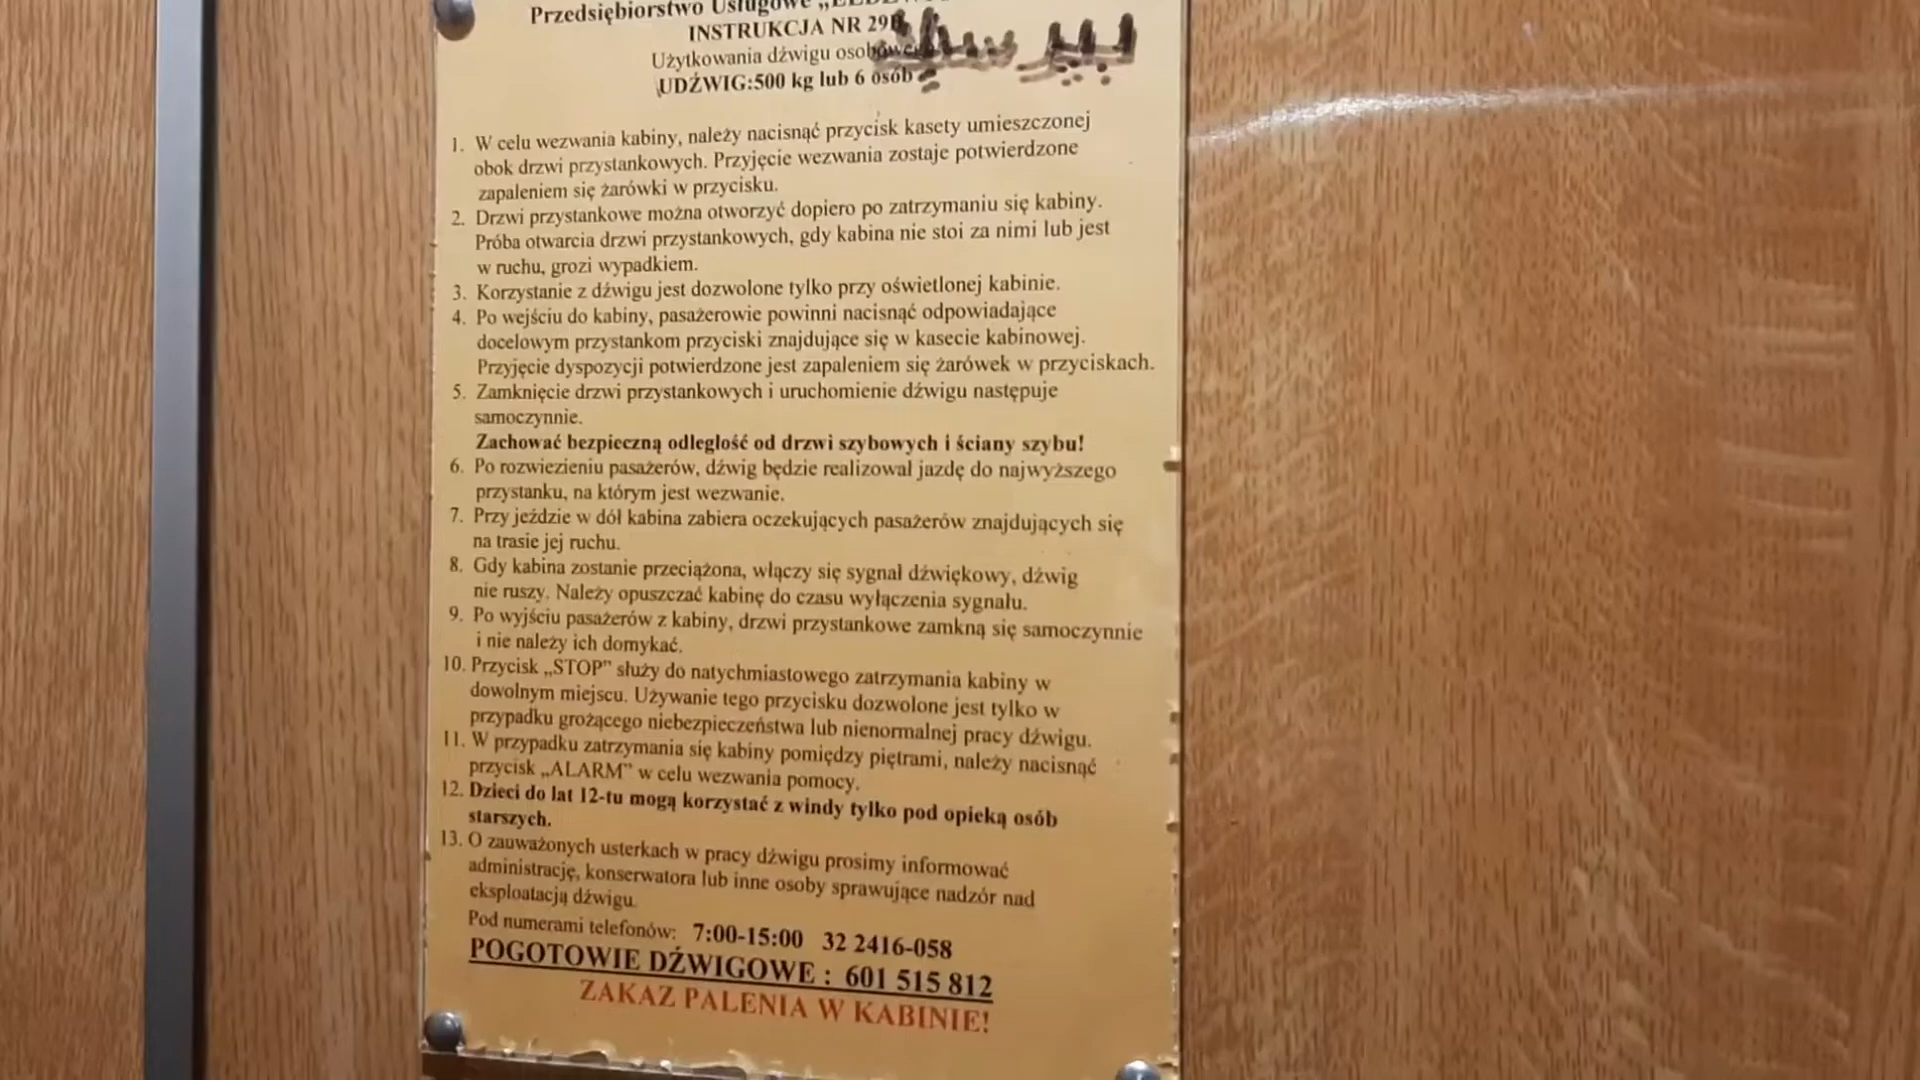 Przedsiębiorstwo Usługowe
INSTRUKCJA NR 29
Użytkowania dźwigu
UDŹWIG:500 kg lub 6 osób
1. W celu wezwania kabiny, należy nacisnąć przycisk kasety umieszczonej
obok drzwi przystankowych. Przyjęcie wezwania zostaje potwierdzone
zapaleniem się żarówki w przycisku.
2. Drzwi przystankowe można otworzyć dopiero po zatrzymaniu się kabiny.
Próba otwarcia drzwi przystankowych, gdy kabina nie stoi za nimi lub jest
w ruchu, grozi wypadkiem.
3. Korzystanie z dźwigu jest dozwolone tylko przy oświetlonej kabinie.
4. Po wejściu do kabiny, pasażerowie powinni nacisnąć odpowiadające
docelowym przystankom przyciski znajdujące się w kasecie kabinowej.
Przyjęcie dyspozycji potwierdzone jest zapaleniem się żarówek w przyciskach.
5. Zamknięcie drzwi przystankowych i uruchomienie dźwigu następuje
samoczynnie.
Zachować bezpieczną odległość od drzwi szybowych i ściany szybu!
6. Po rozwiezieniu pasażerów, dźwig będzie realizował jazdę do najwyższego
przystanku, na którym jest wezwanie.
7. Przy jeździe w dół kabina zabiera oczekujących pasażerów znajdujących się
na trasie jej ruchu.
8. Gdy kabina zostanie przeciążona, włączy się sygnał dźwiękowy, dźwig
nie ruszy. Należy opuszczać kabinę do czasu wyłączenia sygnału.
9. Po wyjściu pasażerów z kabiny, drzwi przystankowe zamkną się samoczynnie
i nie należy ich domykać.
10. Przycisk „STOP” służy do natychmiastowego zatrzymania kabiny w
dowolnym miejscu. Używanie tego przycisku dozwolone jest tylko w
przypadku grożącego niebezpieczeństwa lub nienormalnej pracy dźwigu.
11. W przypadku zatrzymania się kabiny pomiędzy piętrami, należy nacisnąć
przycisk „ALARM” w celu wezwania pomocy.
12. Dzieci do lat 12-tu mogą korzystać z windy tylko pod opieką osób
starszych.
13. O zauważonych usterkach w pracy dźwigu prosimy informować
administrację, konserwatora lub inne osoby sprawujące nadzór nad
eksploatacją dźwigu.
Pod numerami telefonów: 7:00-15:00 32 2416-058
POGOTOWIE DŹWIGOWE : 601 515 812
ZAKAZ PALENIA W KABINIE!